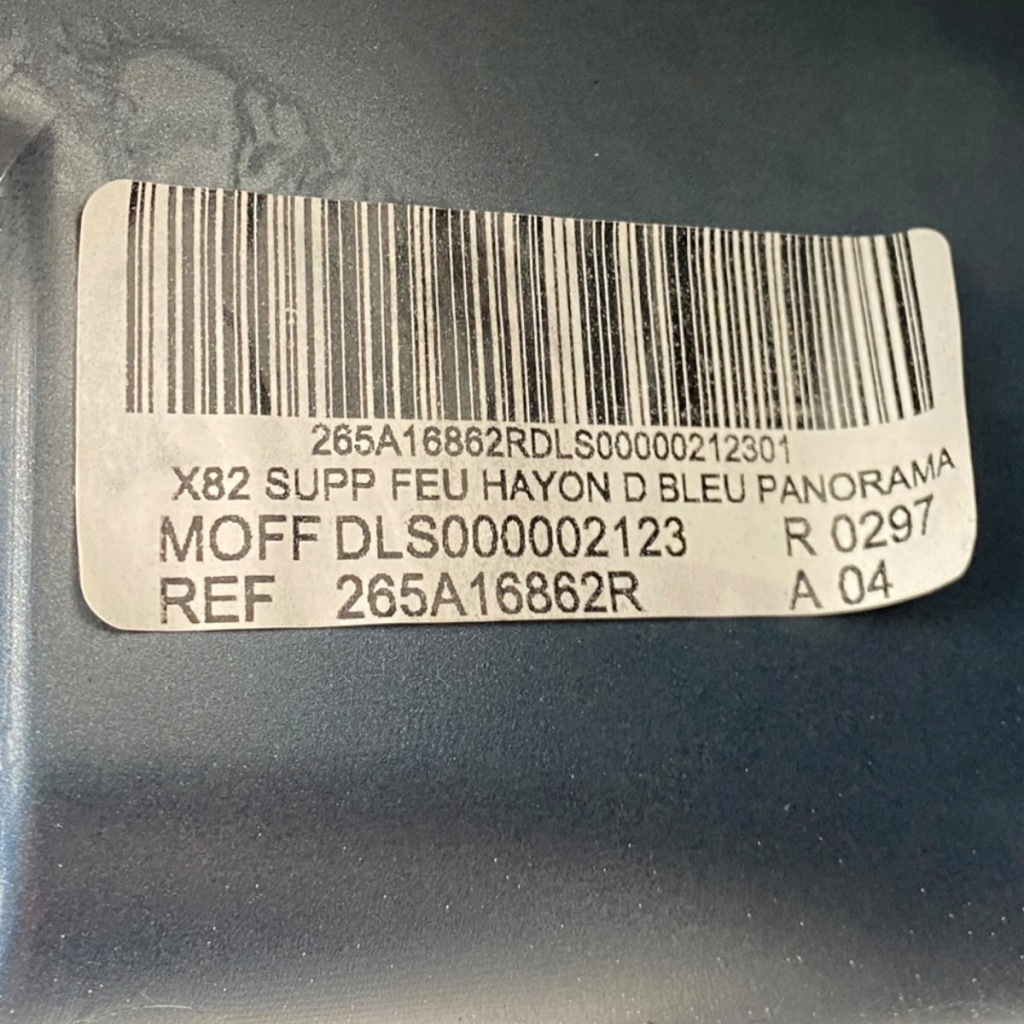 265A16862RDLS00000212301
X82 SUPP FEU HAYON D BLEU PANORAMA
MOFF DLS000002123 R 0297
REF 265A16862R A 04